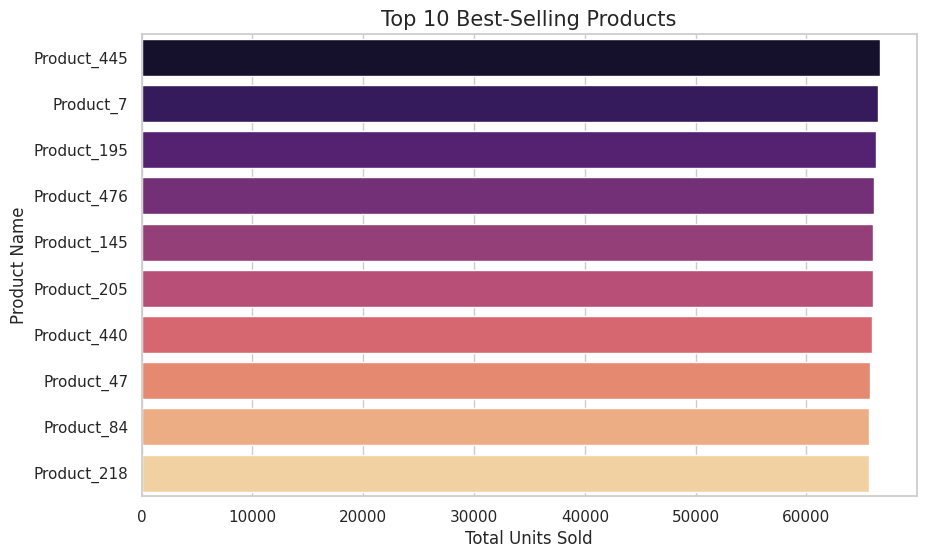 Top 10 Best-Selling Products
Product Name
Product_445
Product_7
Product_195
Product_476
Product_145
Product_205
Product_440
Product_47
Product_84
Product_218
0 10000 20000 30000 40000 50000 60000
Total Units Sold